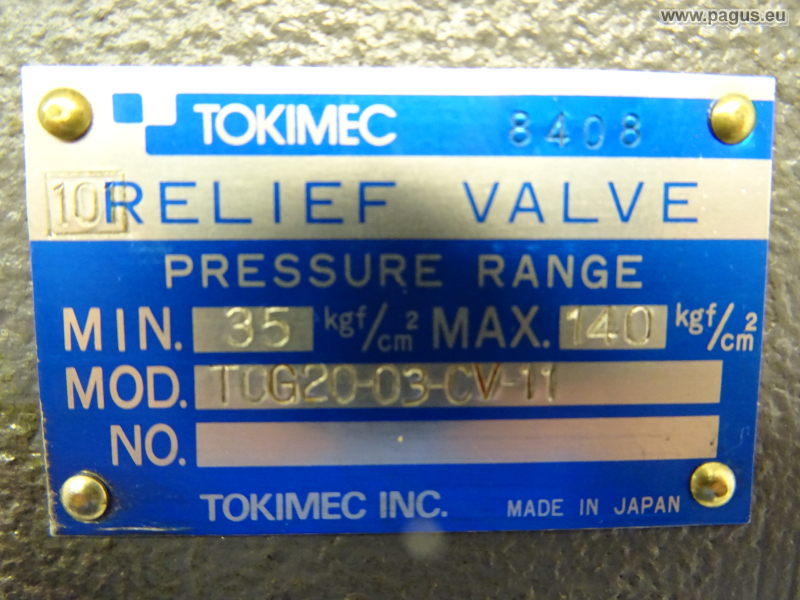 www.pagus.eu
TOKIMEC 8408
101 RELIEF VALVE
PRESSURE RANGE
MIN. 35 kgf/cm² MAX. 140 kgf/cm²
MOD. TCG20-03-CV-11
NO.
TOKIMEC INC. MADE IN JAPAN